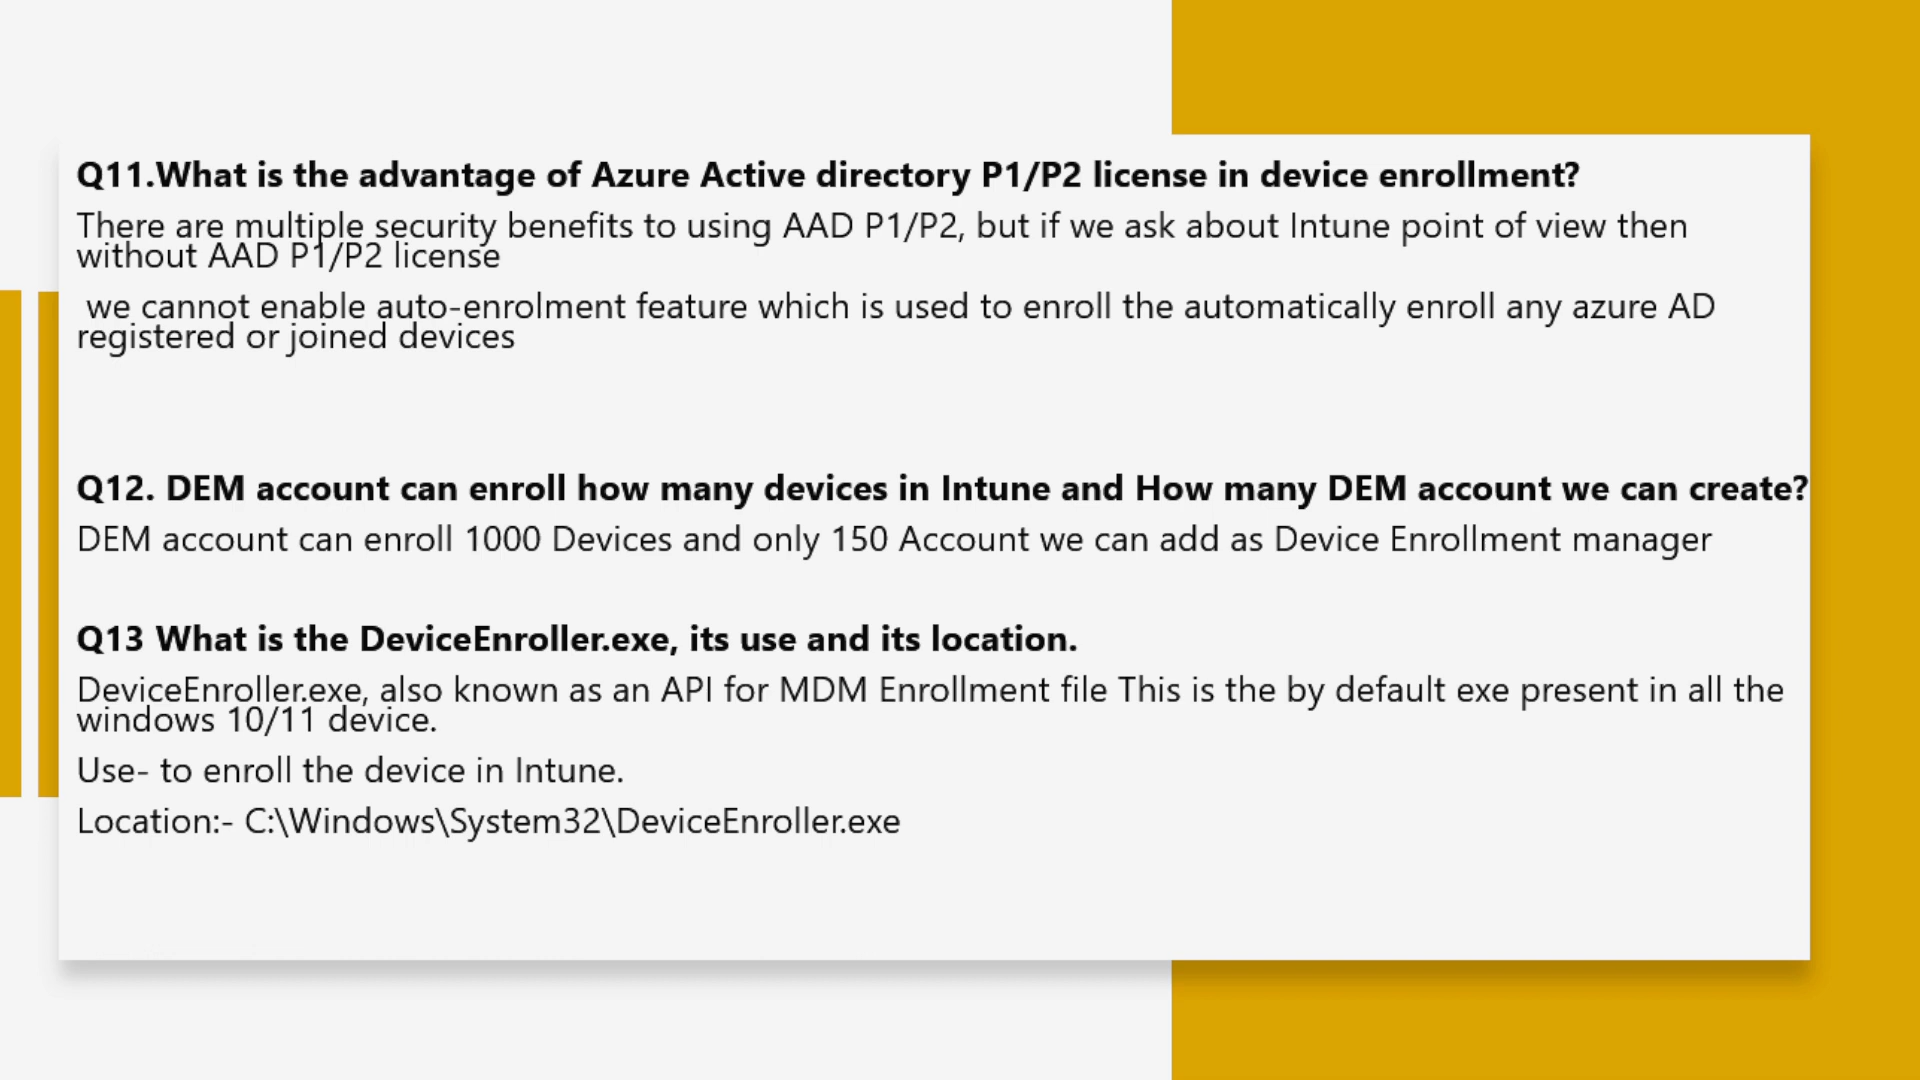 Q11.What is the advantage of Azure Active directory P1/P2 license in device enrollment?
There are multiple security benefits to using AAD P1/P2, but if we ask about Intune point of view then
without AAD P1/P2 license
we cannot enable auto-enrolment feature which is used to enroll the automatically enroll any azure AD
registered or joined devices
Q12. DEM account can enroll how many devices in Intune and How many DEM account we can create?
DEM account can enroll 1000 Devices and only 150 Account we can add as Device Enrollment manager
Q13 What is the DeviceEnroller.exe, its use and its location.
DeviceEnroller.exe, also known as an API for MDM Enrollment file This is the by default exe present in all the
windows 10/11 device.
Use- to enroll the device in Intune.
Location:- C:\Windows\System32\DeviceEnroller.exe